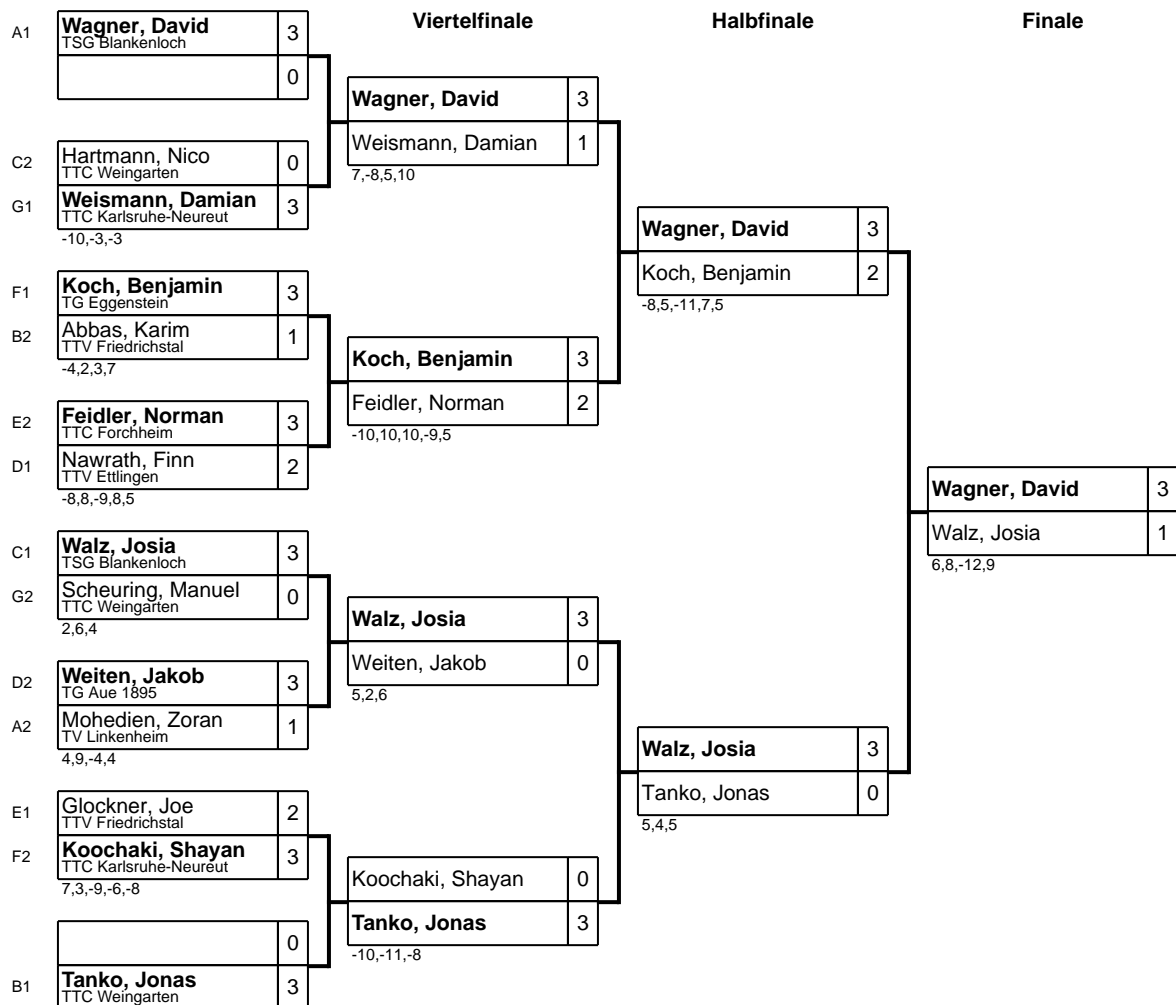 Viertelfinale
Halbfinale
Finale
A1
Wagner, David
TSG Blankenloch
3
0
C2
Hartmann, Nico
TTC Weingarten
0
G1
Weismann, Damian
TTC Karlsruhe-Neureut
3
-10,-3,-3
F1
Koch, Benjamin
TG Eggenstein
3
B2
Abbas, Karim
TTV Friedrichstal
1
-4,2,3,7
E2
Feidler, Norman
TTC Forchheim
3
D1
Nawrath, Finn
TTV Ettlingen
2
-8,8,-9,8,5
C1
Walz, Josia
TSG Blankenloch
3
G2
Scheuring, Manuel
TTC Weingarten
0
2,6,4
D2
Weiten, Jakob
TG Aue 1895
3
A2
Mohedien, Zoran
TV Linkenheim
1
4,9,-4,4
E1
Glockner, Joe
TTV Friedrichstal
2
F2
Koochaki, Shayan
TTC Karlsruhe-Neureut
3
7,3,-9,-6,-8
0
B1
Tanko, Jonas
TTC Weingarten
3
Wagner, David 3
Weismann, Damian 1
7,-8,5,10
Koch, Benjamin 3
Feidler, Norman 2
-10,10,10,-9,5
Walz, Josia 3
Weiten, Jakob 0
5,2,6
Koochaki, Shayan 0
Tanko, Jonas 3
-10,-11,-8
Wagner, David 3
Koch, Benjamin 2
-8,5,-11,7,5
Walz, Josia 3
Tanko, Jonas 0
5,4,5
Wagner, David 3
Walz, Josia 1
6,8,-12,9